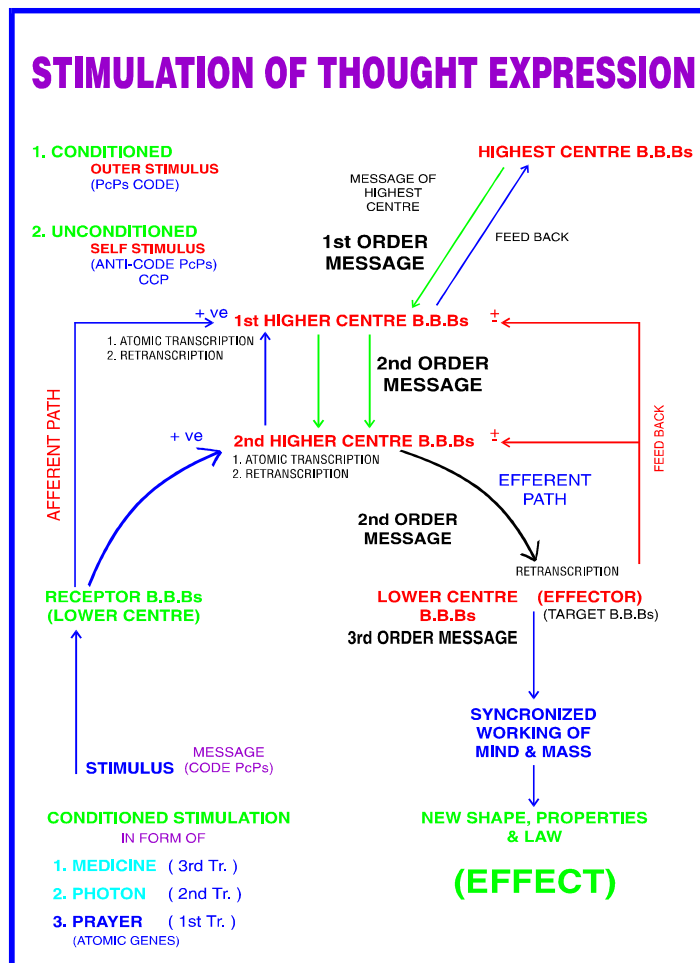 STIMULATION OF THOUGHT EXPRESSION
1. CONDITIONED
OUTER STIMULUS
(PcPs CODE)
2. UNCONDITIONED
SELF STIMULUS
(ANTI-CODE PcPs)
CCP
HIGHEST CENTRE B.B.Bs
MESSAGE OF
HIGHEST
CENTRE
1st ORDER
MESSAGE
FEED BACK
+ ve
1st HIGHER CENTRE B.B.Bs
+
-
1. ATOMIC TRANSCRIPTION
2. RETRANSCRIPTION
2nd ORDER
MESSAGE
AFFERENT PATH
FEED BACK
+ ve
2nd HIGHER CENTRE B.B.Bs
+
-
1. ATOMIC TRANSCRIPTION
2. RETRANSCRIPTION
EFFERENT
PATH
2nd ORDER
MESSAGE
RETRANSCRIPTION
RECEPTOR B.B.Bs
(LOWER CENTRE)
LOWER CENTRE
B.B.Bs
(EFFECTOR)
(TARGET B.B.Bs)
3rd ORDER MESSAGE
SYNCRONIZED
WORKING OF
MIND & MASS
STIMULUS
MESSAGE
(CODE PcPs)
NEW SHAPE, PROPERTIES
& LAW
(EFFECT)
CONDITIONED STIMULATION
IN FORM OF
1. MEDICINE ( 3rd Tr. )
2. PHOTON ( 2nd Tr. )
3. PRAYER ( 1st Tr. )
(ATOMIC GENES)